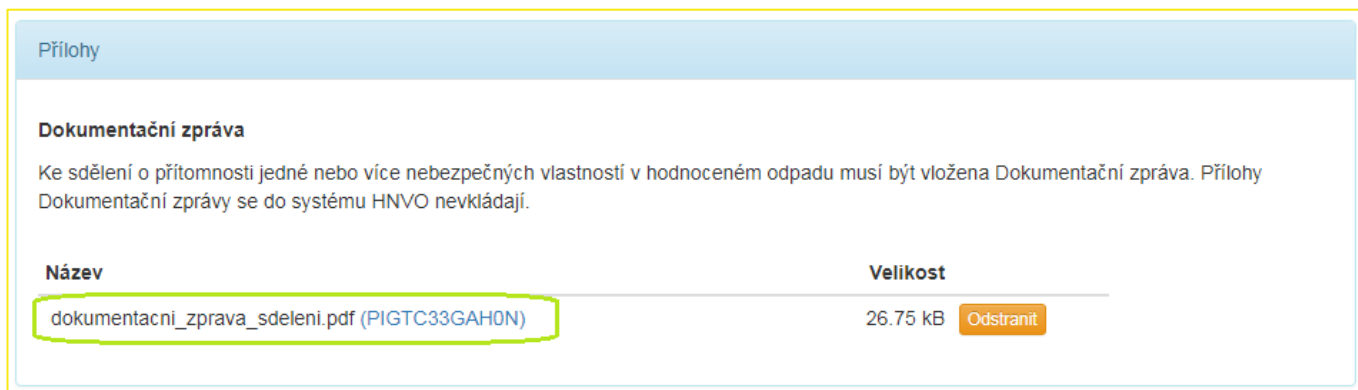 Přílohy
Dokumentační zpráva
Ke sdělení o přítomnosti jedné nebo více nebezpečných vlastností v hodnoceném odpadu musí být vložena Dokumentační zpráva. Přílohy
Dokumentační zprávy se do systému HNVO nevkládají.
Název Velikost
dokumentacni_zprava_sdeleni.pdf (PIGTC33GAH0N) 26.75 kB Odstranit